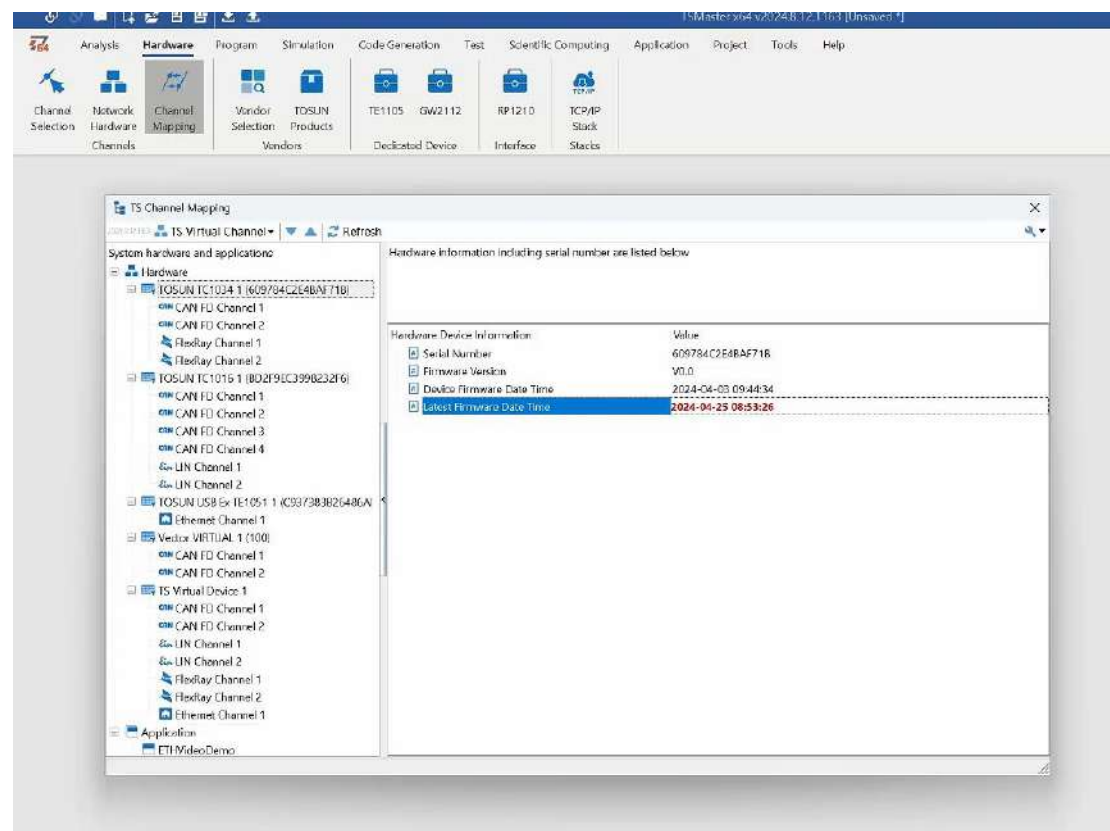 TSMaster x64 v2024.8.12.1163 [Unsaved *]
Analysis Hardware Program Simulation Code Generation Test Scientific Computing Application Project Tools Help
Channel Selection
Network Hardware
Channel Mapping
Vendor Selection
TOSUN Products
TE1105
GW2112
RP1210
TCP/IP
TCP/IP Stack
Channels Vendors Dedicated Device Interface Stacks
TS Channel Mapping
TS Virtual Channel Refresh
System hardware and applications
Hardware information including serial number are listed below
Hardware
TOSUN TC1034 1 (609784C2E4BAF71B)
CAN FD Channel 1
CAN FD Channel 2
FlexRay Channel 1
FlexRay Channel 2
TOSUN TC1016 1 (BD2F9EC3998232F6)
CAN FD Channel 1
CAN FD Channel 2
CAN FD Channel 3
CAN FD Channel 4
LIN Channel 1
LIN Channel 2
TOSUN USB Ex TE1051 1
Ethernet Channel 1
Vector VIRTUAL 1 (100)
CAN FD Channel 1
CAN FD Channel 2
TS Virtual Device 1
CAN FD Channel 1
CAN FD Channel 2
LIN Channel 1
LIN Channel 2
FlexRay Channel 1
FlexRay Channel 2
Ethernet Channel 1
Application
ETHVideoDemo
Hardware Device Information Value
Serial Number 609784C2E4BAF71B
Firmware Version V0.0
Device Firmware Date Time 2024-04-03 09:44:34
Latest Firmware Date Time 2024-04-25 08:53:26